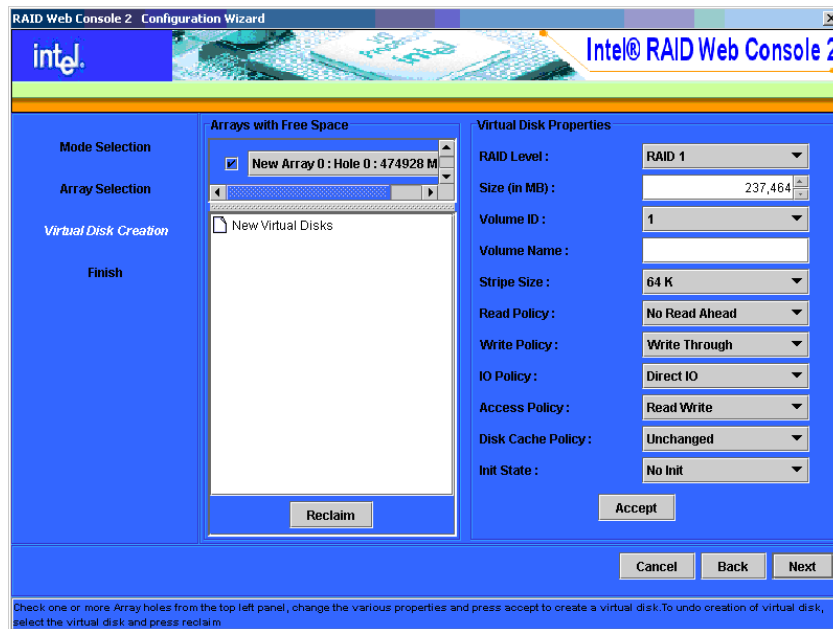 RAID Web Console 2 Configuration Wizard
intel.
Intel® RAID Web Console 2
Mode Selection
Array Selection
Virtual Disk Creation
Finish
Arrays with Free Space
New Array 0 : Hole 0 : 474928 M
New Virtual Disks
Reclaim
Virtual Disk Properties
RAID Level : RAID 1
Size (in MB) : 237,464
Volume ID : 1
Volume Name :
Stripe Size : 64 K
Read Policy : No Read Ahead
Write Policy : Write Through
IO Policy : Direct IO
Access Policy : Read Write
Disk Cache Policy : Unchanged
Init State : No Init
Accept
Cancel Back Next
Check one or more Array holes from the top left panel, change the various properties and press accept to create a virtual disk.To undo creation of virtual disk,
select the virtual disk and press reclaim